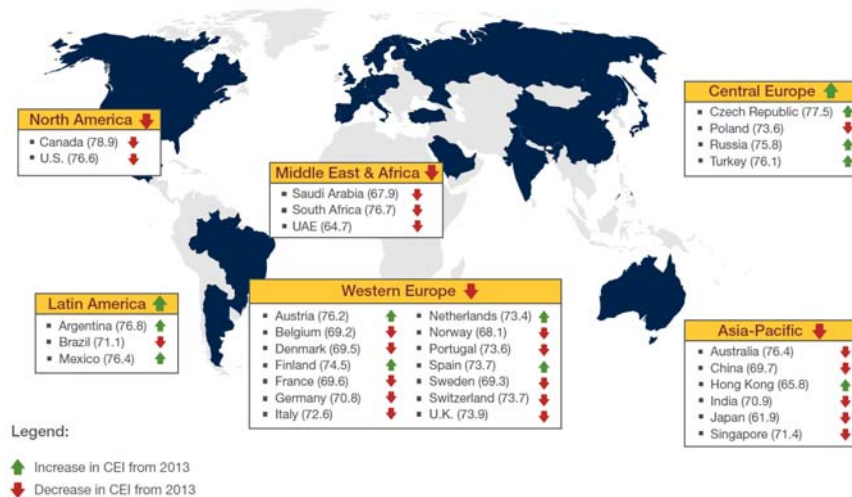 North America
Canada (78.9)
U.S. (76.6)
Central Europe
Czech Republic (77.5)
Poland (73.6)
Russia (75.8)
Turkey (76.1)
Middle East & Africa
Saudi Arabia (67.9)
South Africa (76.7)
UAE (64.7)
Latin America
Argentina (76.8)
Brazil (71.1)
Mexico (76.4)
Western Europe
Austria (76.2)
Belgium (69.2)
Denmark (69.5)
Finland (74.5)
France (69.6)
Germany (70.8)
Italy (72.6)
Netherlands (73.4)
Norway (68.1)
Portugal (73.6)
Spain (73.7)
Sweden (69.3)
Switzerland (73.7)
U.K. (73.9)
Asia-Pacific
Australia (76.4)
China (69.7)
Hong Kong (65.8)
India (70.9)
Japan (61.9)
Singapore (71.4)
Legend:
Increase in CEI from 2013
Decrease in CEI from 2013